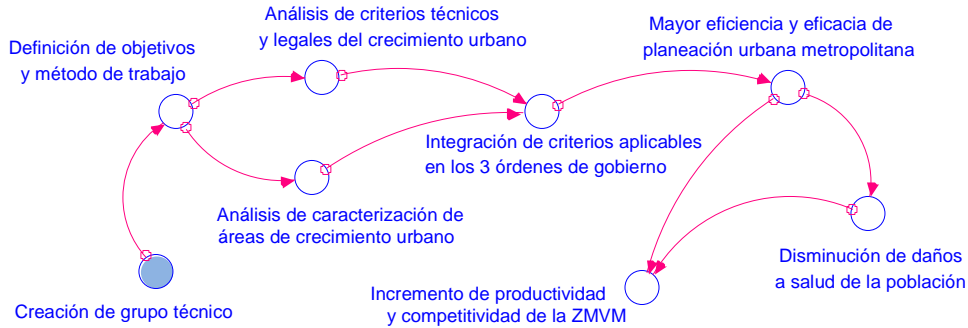 Análisis de criterios técnicos
y legales del crecimiento urbano
Mayor eficiencia y eficacia de
planeación urbana metropolitana
Definición de objetivos
y método de trabajo
Integración de criterios aplicables
en los 3 órdenes de gobierno
Análisis de caracterización de
áreas de crecimiento urbano
Disminución de daños
a salud de la población
Creación de grupo técnico
Incremento de productividad
y competitividad de la ZMVM